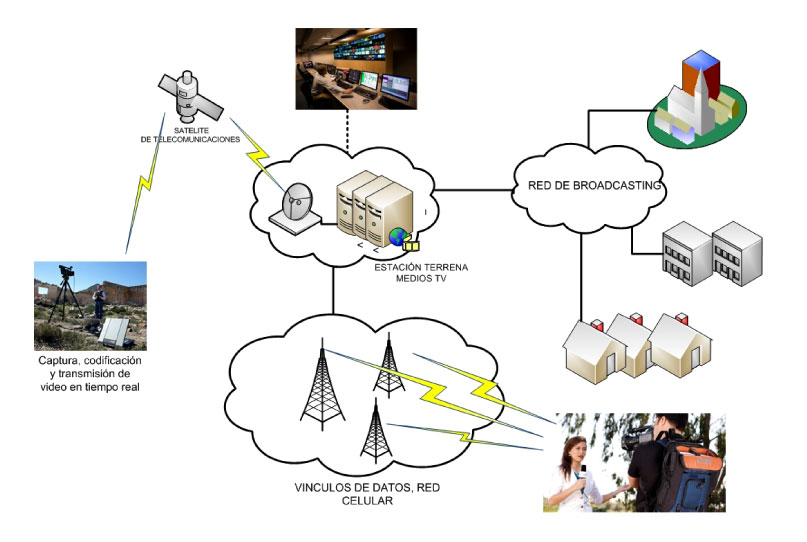 SATELITE
DE TELECOMUNICACIONES
RED DE BROADCASTING
ESTACIÓN TERRENA
MEDIOS TV
Captura, codificación
y transmisión de
video en tiempo real
VINCULOS DE DATOS, RED
CELULAR